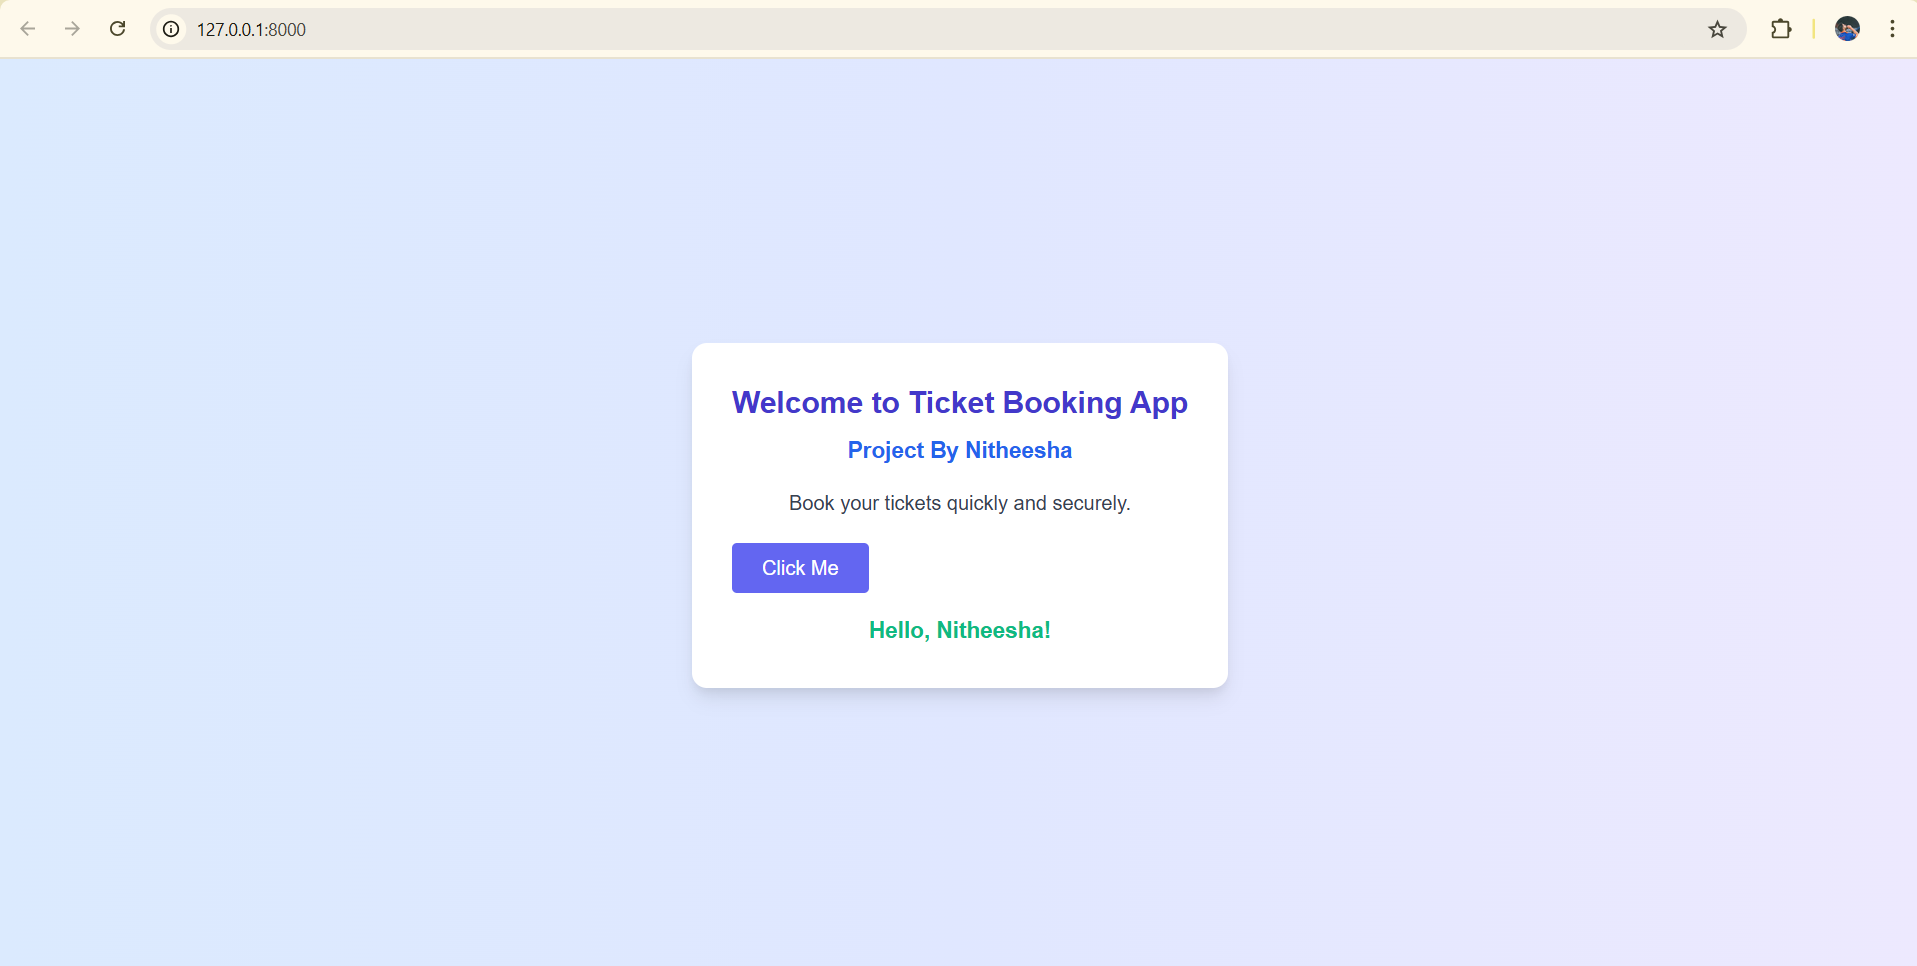 127.0.0.1:8000
Welcome to Ticket Booking App
Project By Nitheesha
Book your tickets quickly and securely.
Click Me
Hello, Nitheesha!